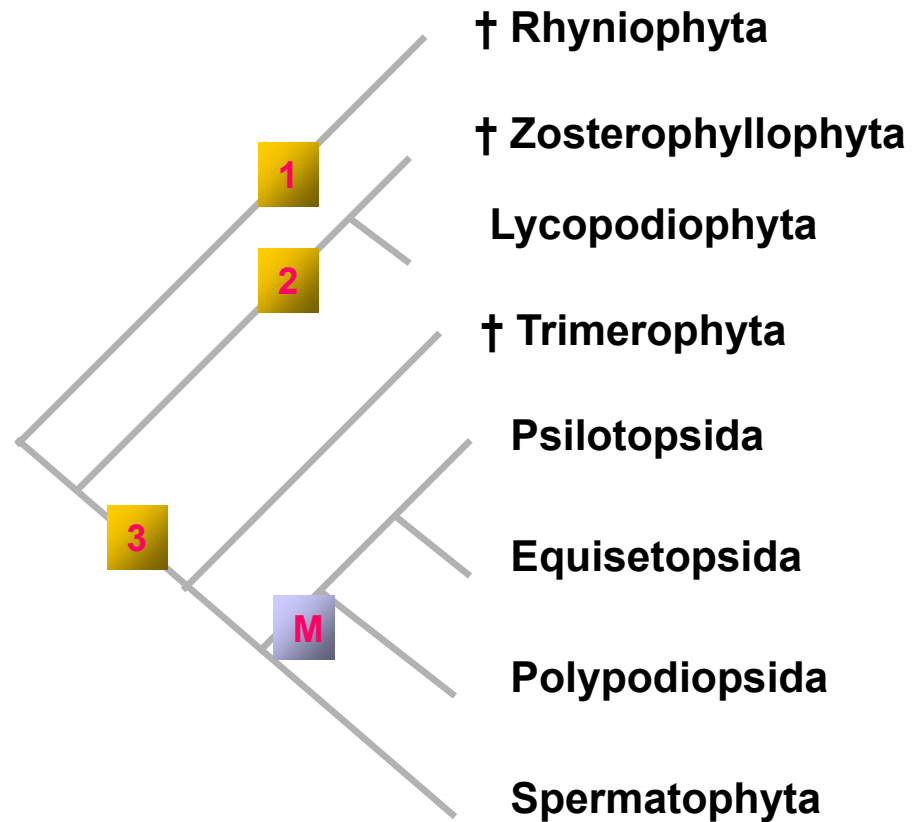 † Rhyniophyta
† Zosterophyllophyta
1
Lycopodiophyta
2
† Trimerophyta
Psilotopsida
3
Equisetopsida
M
Polypodiopsida
Spermatophyta